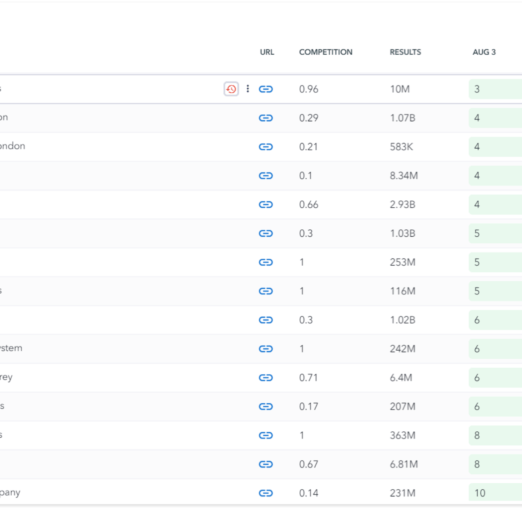 URL COMPETITION RESULTS AUG 3
s 0.96 10M 3
on 0.29 1.07B 4
ondon 0.21 583K 4
0.1 8.34M 4
0.66 2.93B 4
0.3 1.03B 5
1 253M 5
s 1 116M 5
0.3 1.02B 6
ystem 1 242M 6
rey 0.71 6.4M 6
s 0.17 207M 6
s 1 363M 8
0.67 6.81M 8
pany 0.14 231M 10